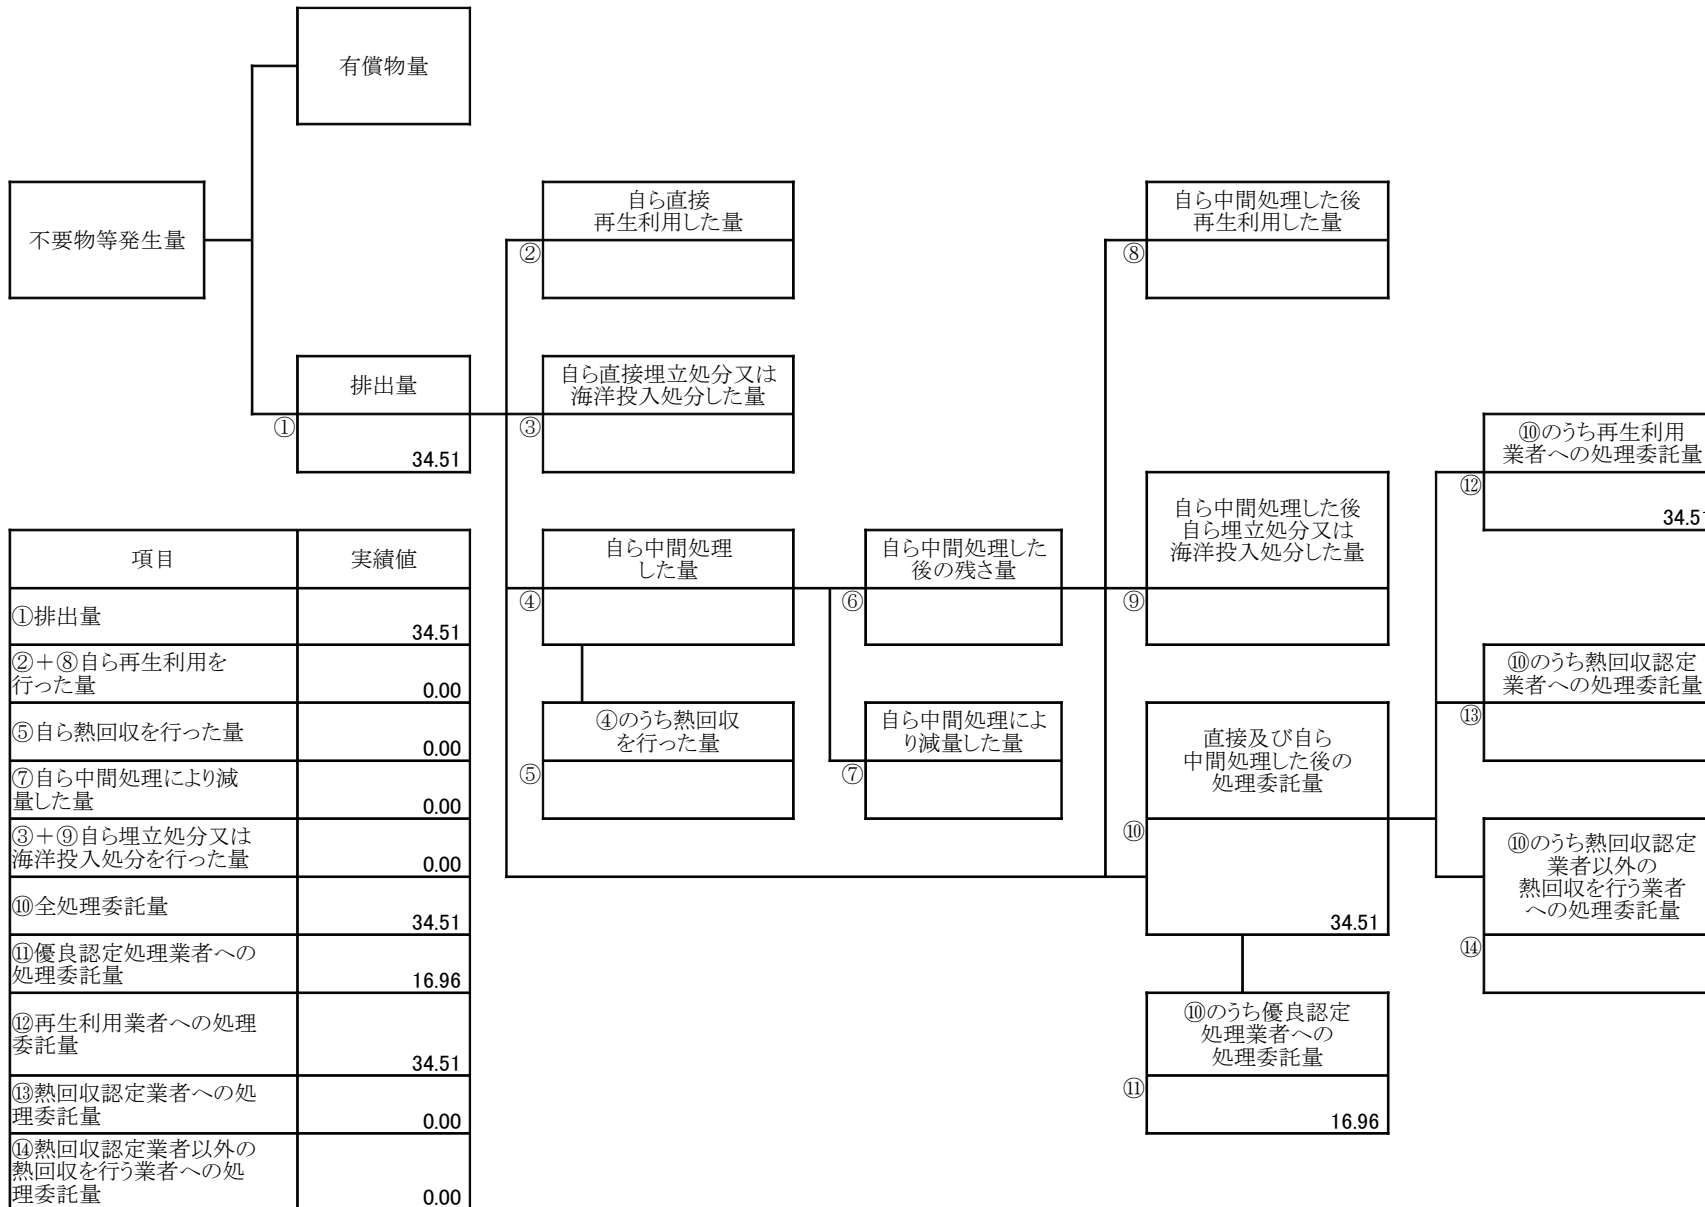 有償物量
不要物等発生量
自ら直接
再生利用した量
②
自ら中間処理した後
再生利用した量
⑧
排出量
①
34.51
自ら直接埋立処分又は
海洋投入処分した量
③
⑩のうち再生利用
業者への処理委託量
⑫
34.51
自ら中間処理
した量
④
自ら中間処理した
後の残さ量
⑥
自ら中間処理した後
自ら埋立処分又は
海洋投入処分した量
⑨
④のうち熱回収
を行った量
⑤
自ら中間処理によ
り減量した量
⑦
直接及び自ら
中間処理した後の
処理委託量
⑩
34.51
⑩のうち熱回収認定
業者への処理委託量
⑬
⑩のうち熱回収認定
業者以外の
熱回収を行う業者
への処理委託量
⑭
⑩のうち優良認定
処理業者への
処理委託量
⑪
16.96
項目 実績値
①排出量
34.51
②+⑧自ら再生利用を
行った量
0.00
⑤自ら熱回収を行った量
0.00
⑦自ら中間処理により減
量した量
0.00
③+⑨自ら埋立処分又は
海洋投入処分を行った量
0.00
⑩全処理委託量
34.51
⑪優良認定処理業者への
処理委託量
16.96
⑫再生利用業者への処理
委託量
34.51
⑬熱回収認定業者への処
理委託量
0.00
⑭熱回収認定業者以外の
熱回収を行う業者への処
理委託量
0.00